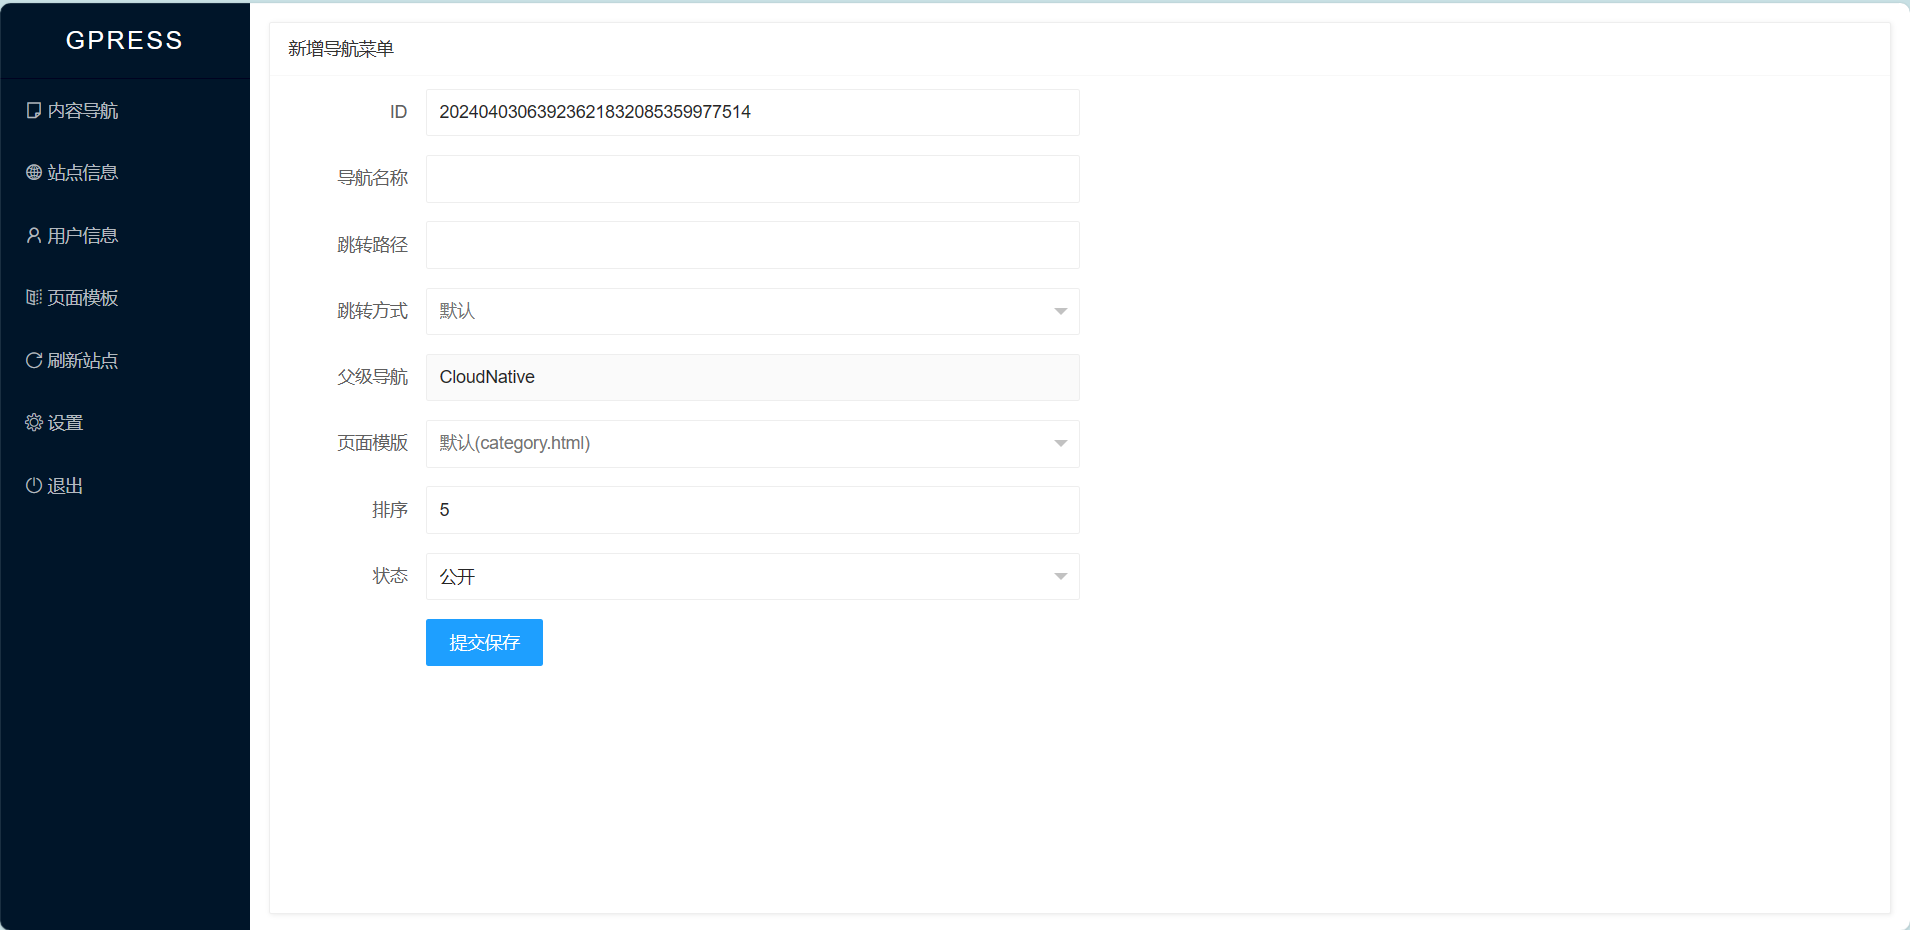 GPRESS
内容导航
站点信息
用户信息
页面模板
刷新站点
设置
退出
新增导航菜单
ID 20240403063923621832085359977514
导航名称
跳转路径
跳转方式 默认
父级导航 CloudNative
页面模版 默认(category.html)
排序 5
状态 公开
提交保存